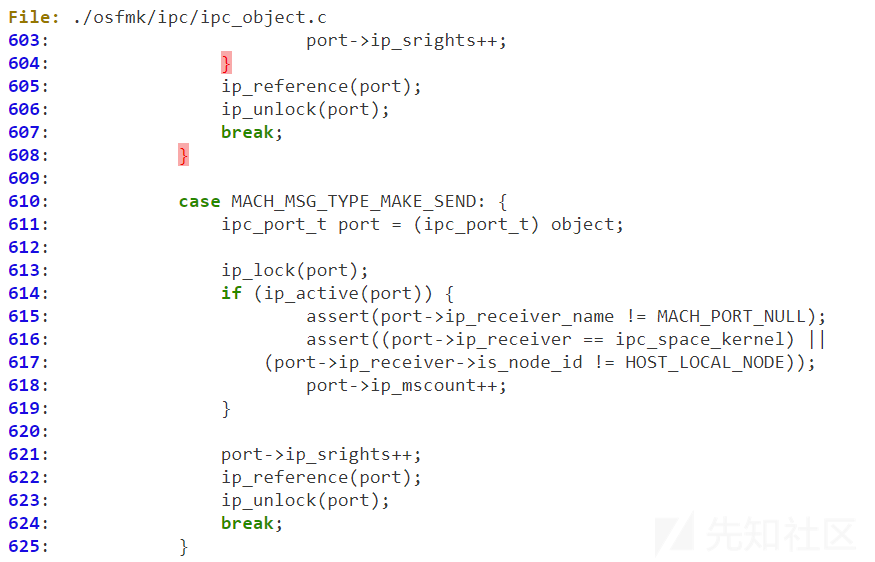 File: ./osfmk/ipc/ipc_object.c
603:                         port->ip_srights++;
604:                 }
605:                 ip_reference(port);
606:                 ip_unlock(port);
607:                 break;
608:             }
609:
610:             case MACH_MSG_TYPE_MAKE_SEND: {
611:                 ipc_port_t port = (ipc_port_t) object;
612:
613:                 ip_lock(port);
614:                 if (ip_active(port)) {
615:                         assert(port->ip_receiver_name != MACH_PORT_NULL);
616:                         assert((port->ip_receiver == ipc_space_kernel) ||
617:                     (port->ip_receiver->is_node_id != HOST_LOCAL_NODE));
618:                         port->ip_mscount++;
619:                 }
620:
621:                 port->ip_srights++;
622:                 ip_reference(port);
623:                 ip_unlock(port);
624:                 break;
625:             }
先知社区